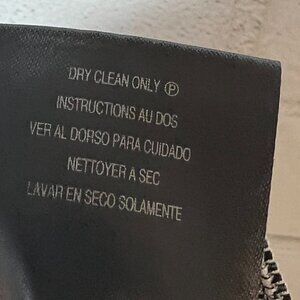 DRY CLEAN ONLY Ⓟ
INSTRUCTIONS AU DOS
VER AL DORSO PARA CUIDADO
NETTOYER A SEC
LAVAR EN SECO SOLAMENTE